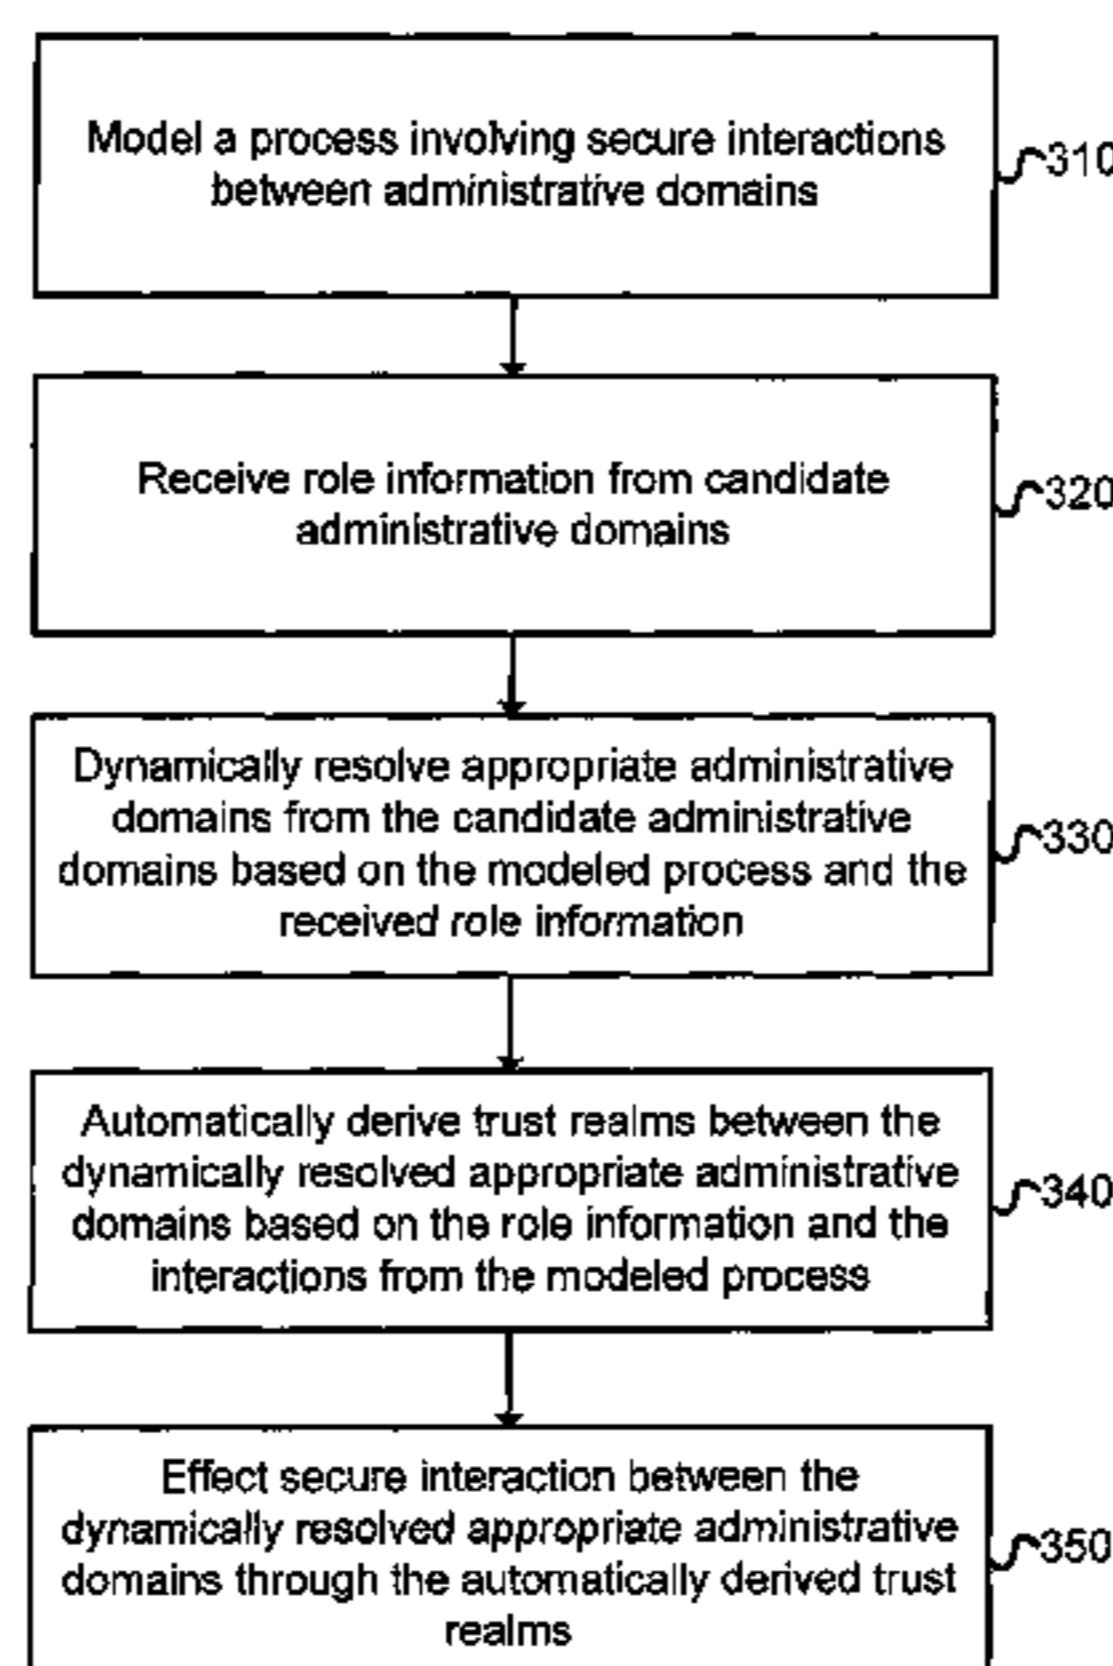 Model a process involving secure interactions
between administrative domains
310
Receive role information from candidate
administrative domains
320
Dynamically resolve appropriate administrative
domains from the candidate administrative
domains based on the modeled process and the
received role information
330
Automatically derive trust realms between the
dynamically resolved appropriate administrative
domains based on the role information and the
interactions from the modeled process
340
Effect secure interaction between the
dynamically resolved appropriate administrative
domains through the automatically derived trust
realms
350